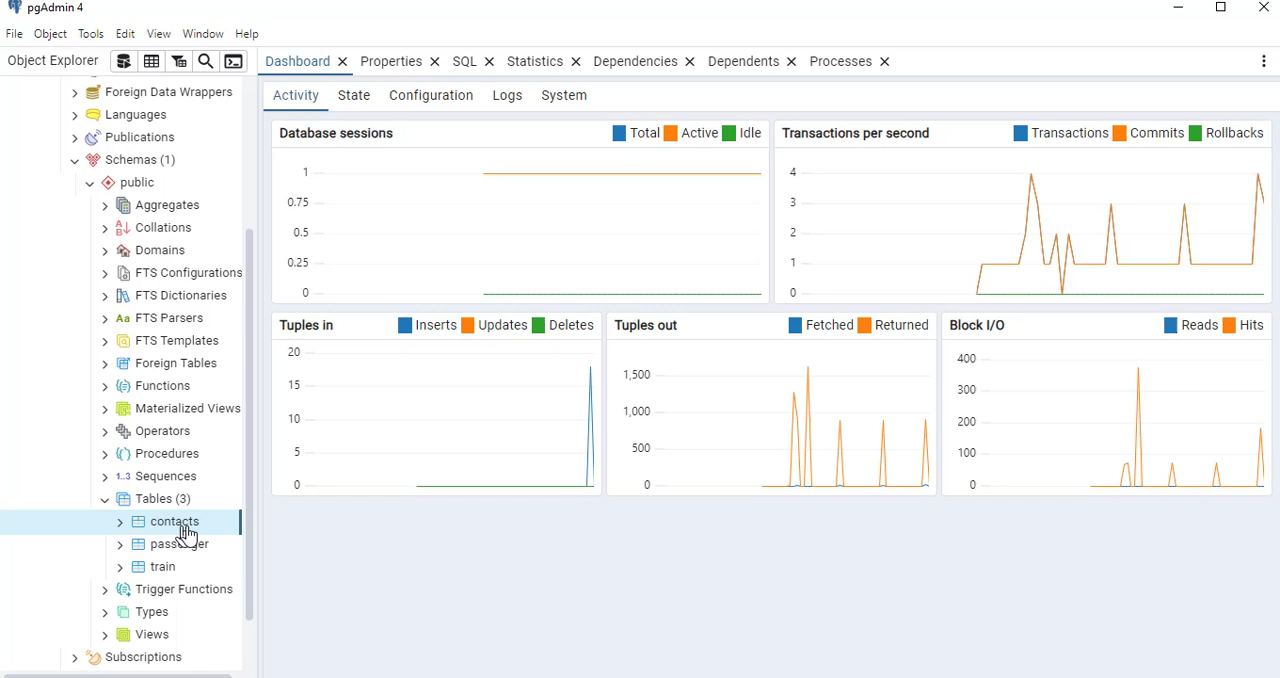 pgAdmin 4
File Object Tools Edit View Window Help
Object Explorer
Dashboard Properties SQL Statistics Dependencies Dependents Processes
Activity State Configuration Logs System
Foreign Data Wrappers
Languages
Publications
Schemas (1)
public
Aggregates
Collations
Domains
FTS Configurations
FTS Dictionaries
FTS Parsers
FTS Templates
Foreign Tables
Functions
Materialized Views
Operators
Procedures
1..3 Sequences
Tables (3)
contacts
train
Trigger Functions
Types
Views
Subscriptions
Database sessions Total Active Idle
1
0.75
0.5
0.25
0
Transactions per second Transactions Commits Rollbacks
4
3
2
1
0
Tuples in Inserts Updates Deletes
20
15
10
5
0
Tuples out Fetched Returned
1,500
1,000
500
0
Block I/O Reads Hits
400
300
200
100
0